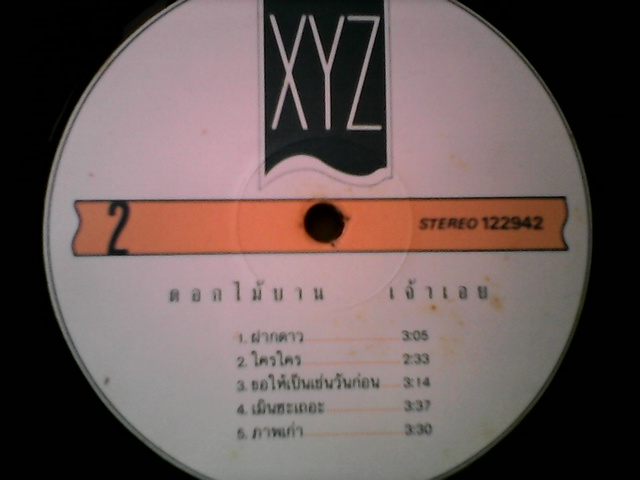 XYZ
2 STEREO 122942
ดอกไม้บาน เจ้าเอย
1. ฝากดาว 3:05
2. ใครใคร 2:33
3. ขอให้เป็นเช่นวันก่อน 3:14
4. เมินซะเถอะ 3:37
5. ภาพเก่า 3:30